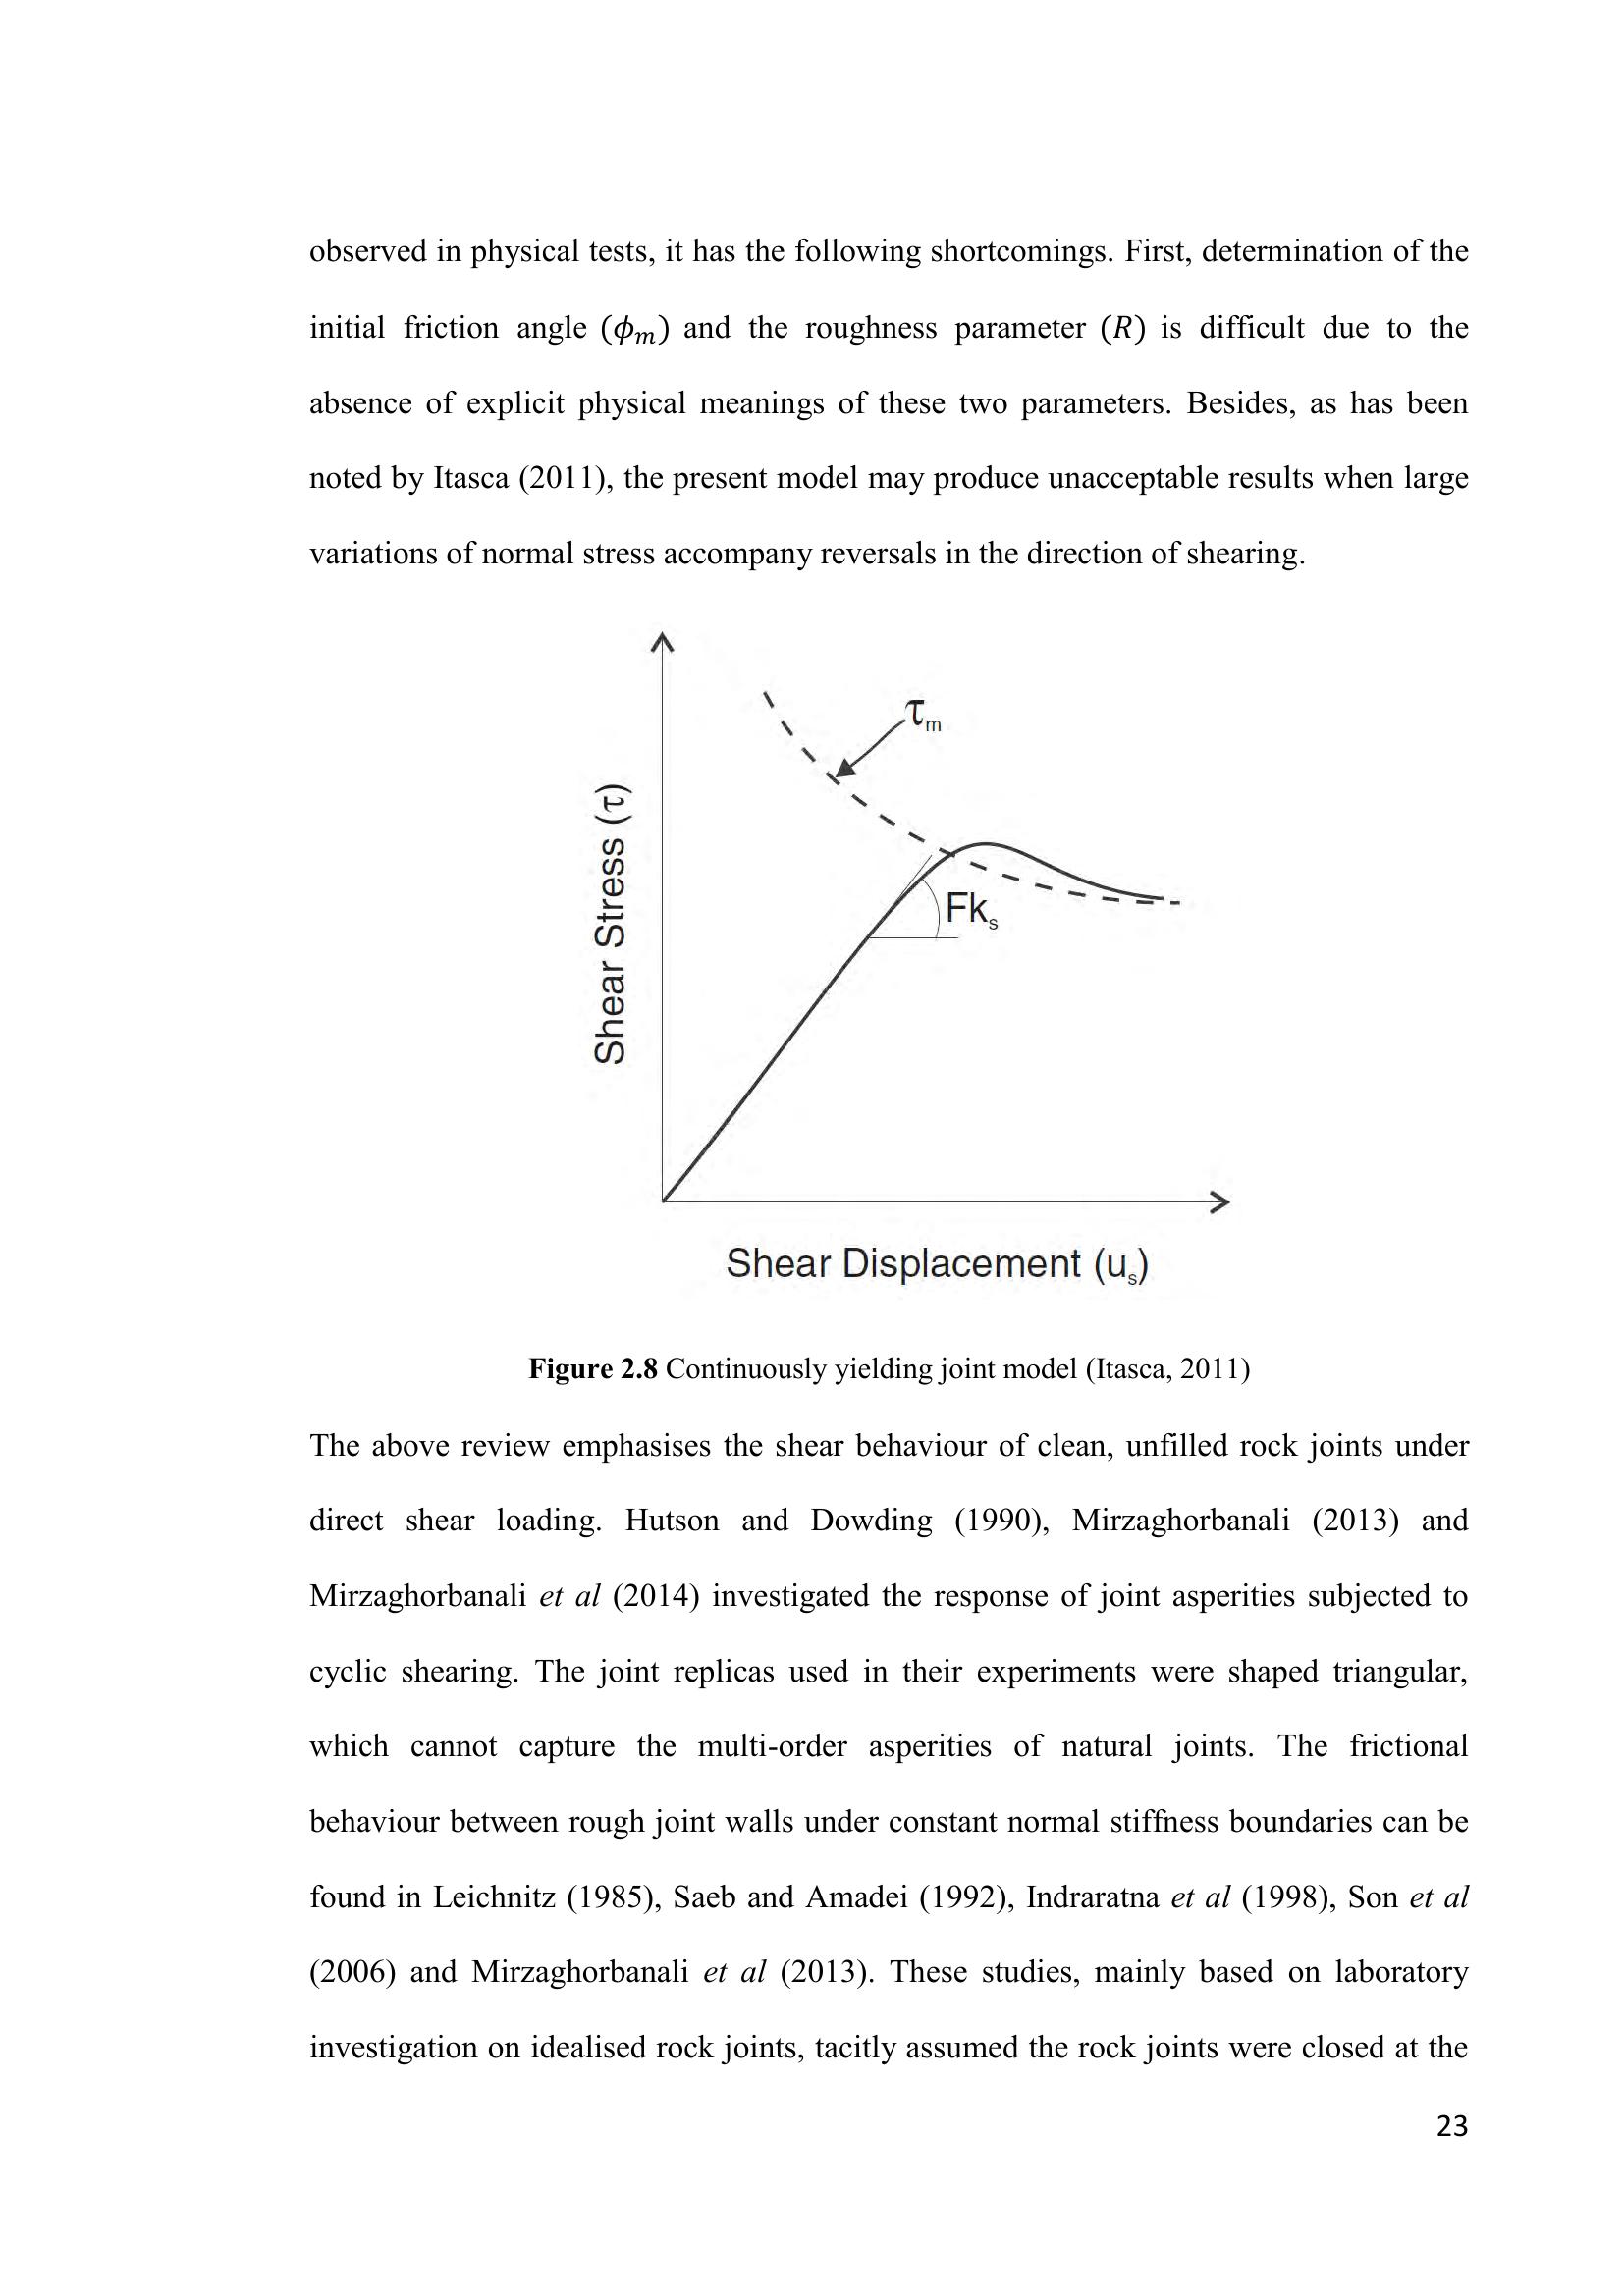 observed in physical tests, it has the following shortcomings. First, determination of the
initial friction angle (ϕm) and the roughness parameter (R) is difficult due to the
absence of explicit physical meanings of these two parameters. Besides, as has been
noted by Itasca (2011), the present model may produce unacceptable results when large
variations of normal stress accompany reversals in the direction of shearing.
τm
Shear Stress (τ)
Fks
Shear Displacement (us)
Figure 2.8 Continuously yielding joint model (Itasca, 2011)
The above review emphasises the shear behaviour of clean, unfilled rock joints under
direct shear loading. Hutson and Dowding (1990), Mirzaghorbanali (2013) and
Mirzaghorbanali et al (2014) investigated the response of joint asperities subjected to
cyclic shearing. The joint replicas used in their experiments were shaped triangular,
which cannot capture the multi-order asperities of natural joints. The frictional
behaviour between rough joint walls under constant normal stiffness boundaries can be
found in Leichnitz (1985), Saeb and Amadei (1992), Indraratna et al (1998), Son et al
(2006) and Mirzaghorbanali et al (2013). These studies, mainly based on laboratory
investigation on idealised rock joints, tacitly assumed the rock joints were closed at the
23